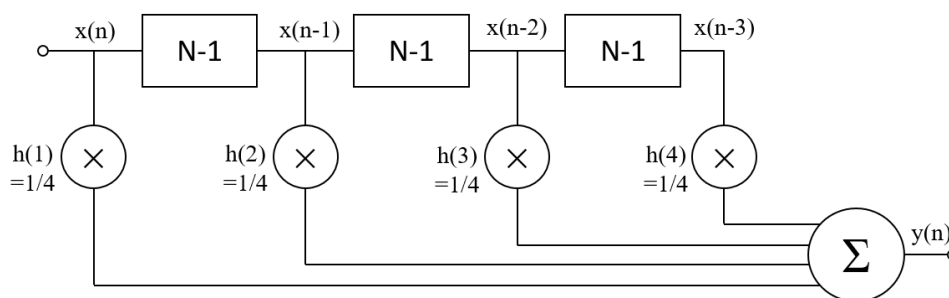 x(n)
N-1
x(n-1)
N-1
x(n-2)
N-1
x(n-3)
h(1)
=1/4
×
h(2)
=1/4
×
h(3)
=1/4
×
h(4)
=1/4
×
Σ
y(n)